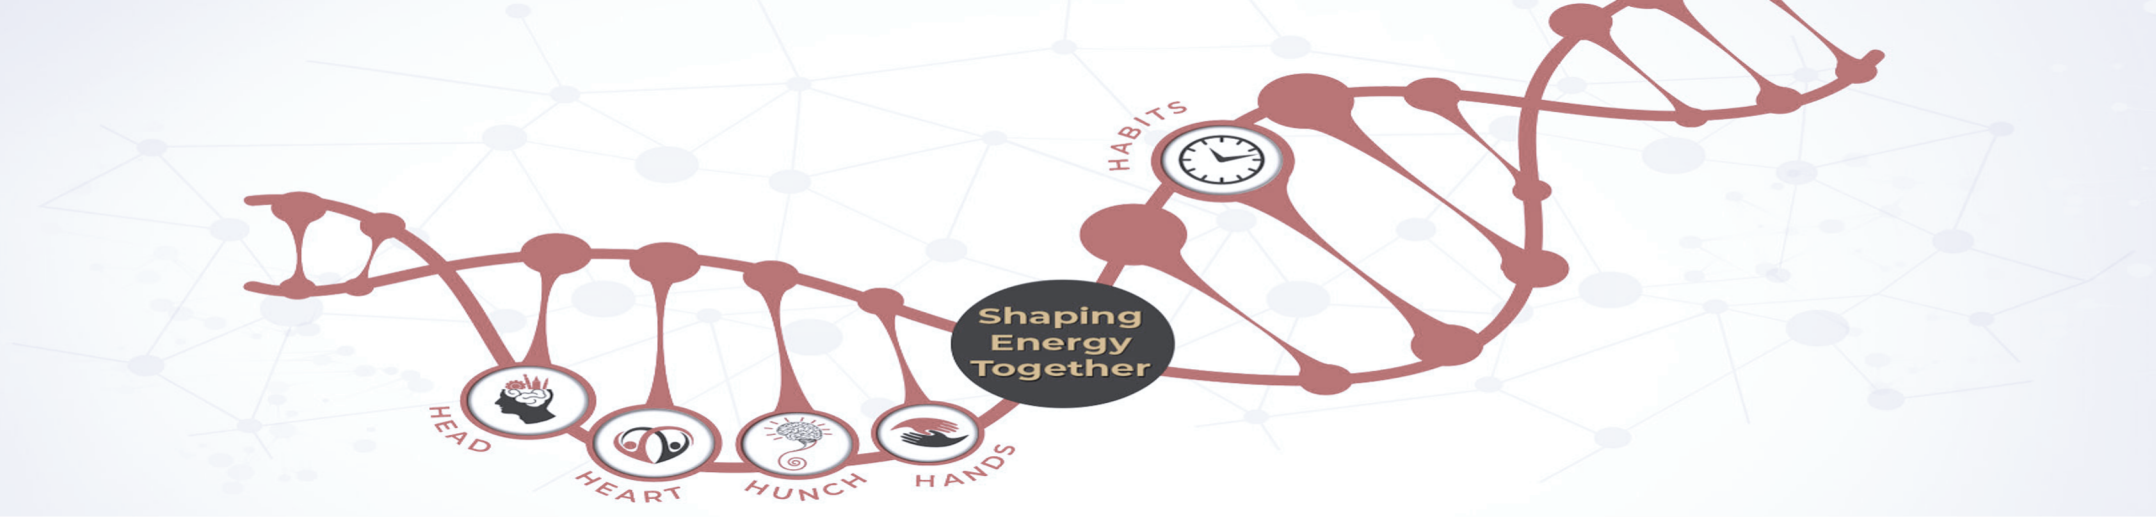 HABITS
Shaping
Energy
Together
HEAD
HEART
HUNCH
HANDS